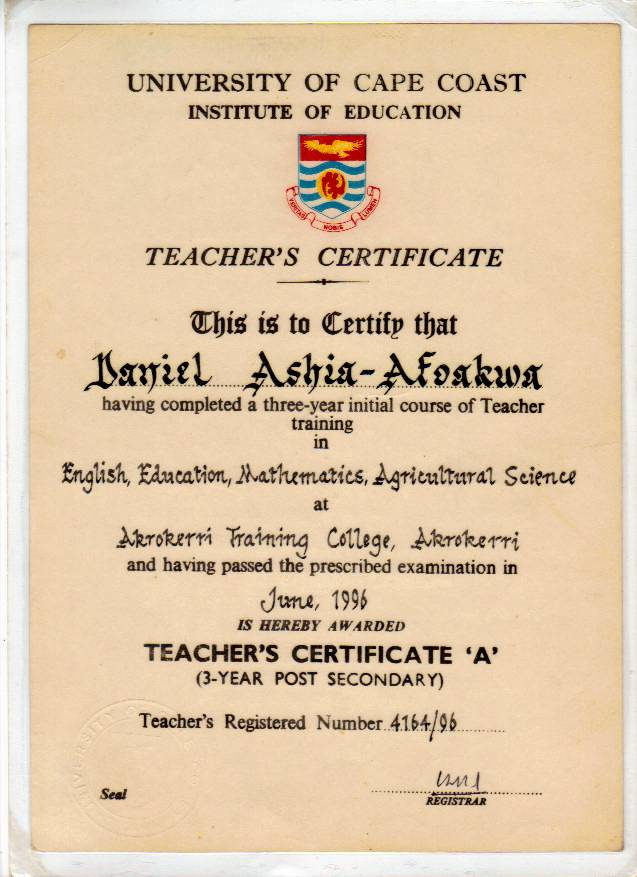 UNIVERSITY OF CAPE COAST
INSTITUTE OF EDUCATION
VERITAS NOBIS LUMEN
TEACHER'S CERTIFICATE
This is to Certify that
Daniel Ashia-Afoakwa
having completed a three-year initial course of Teacher
training
in
English, Education, Mathematics, Agricultural Science
at
Akrokerri Training College, Akrokerri
and having passed the prescribed examination in
June, 1996
IS HEREBY AWARDED
TEACHER'S CERTIFICATE 'A'
(3-YEAR POST SECONDARY)
Teacher's Registered Number 4164/96
Seal
REGISTRAR